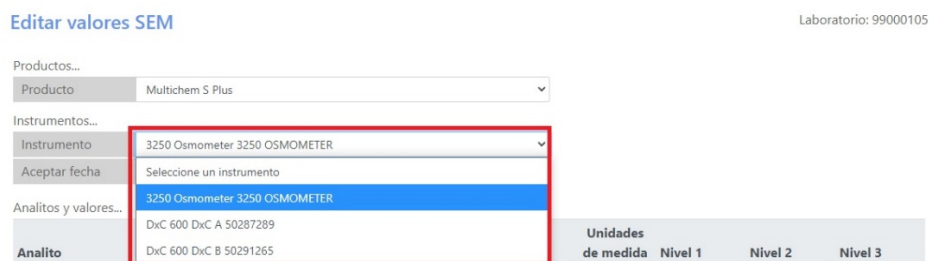 Editar valores SEM
Laboratorio: 99000105
Productos...
Producto
Multichem S Plus
Instrumentos...
Instrumento
3250 Osmometer 3250 OSMOMETER
Aceptar fecha
Seleccione un instrumento
3250 Osmometer 3250 OSMOMETER
Analitos y valores...
DxC 600 DxC A 50287289
DxC 600 DxC B 50291265
Analito
Unidades
de medida
Nivel 1
Nivel 2
Nivel 3